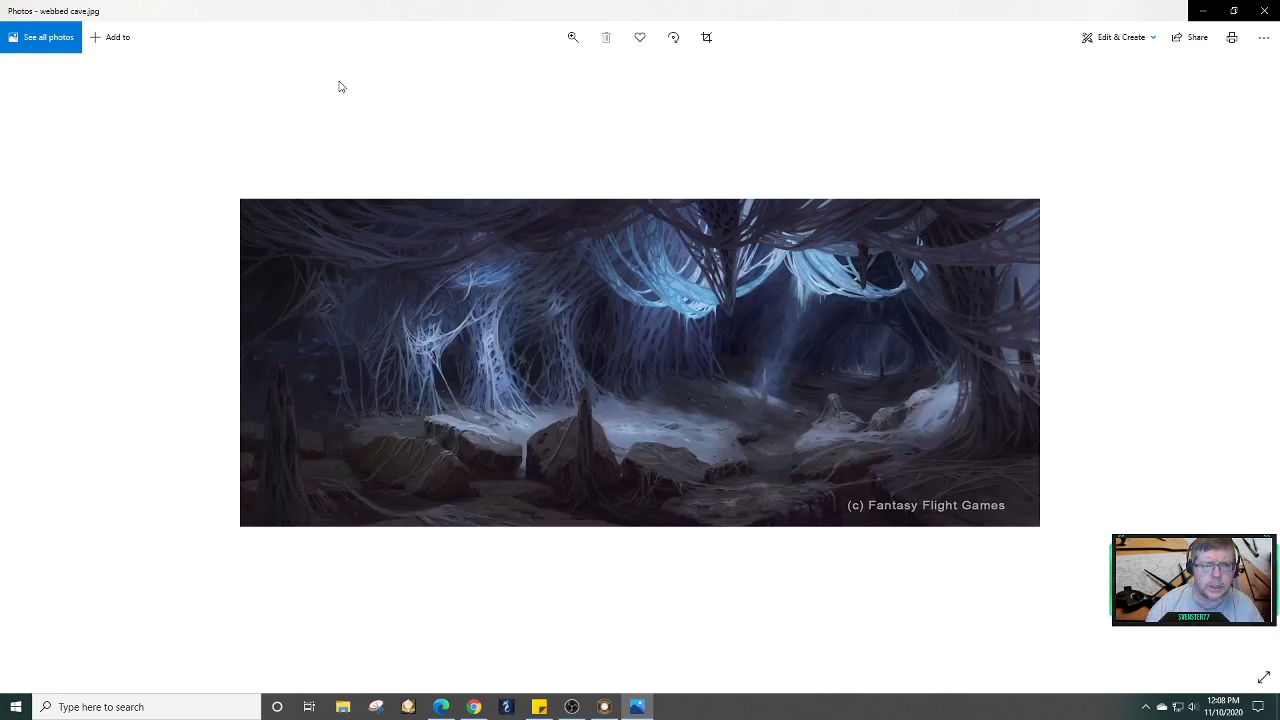 Photos - webbed cave.jpg
See all photos
Add to
Edit & Create
Share
(c) Fantasy Flight Games
SVENSTER77
Type here to search
12:08 PM
11/10/2020